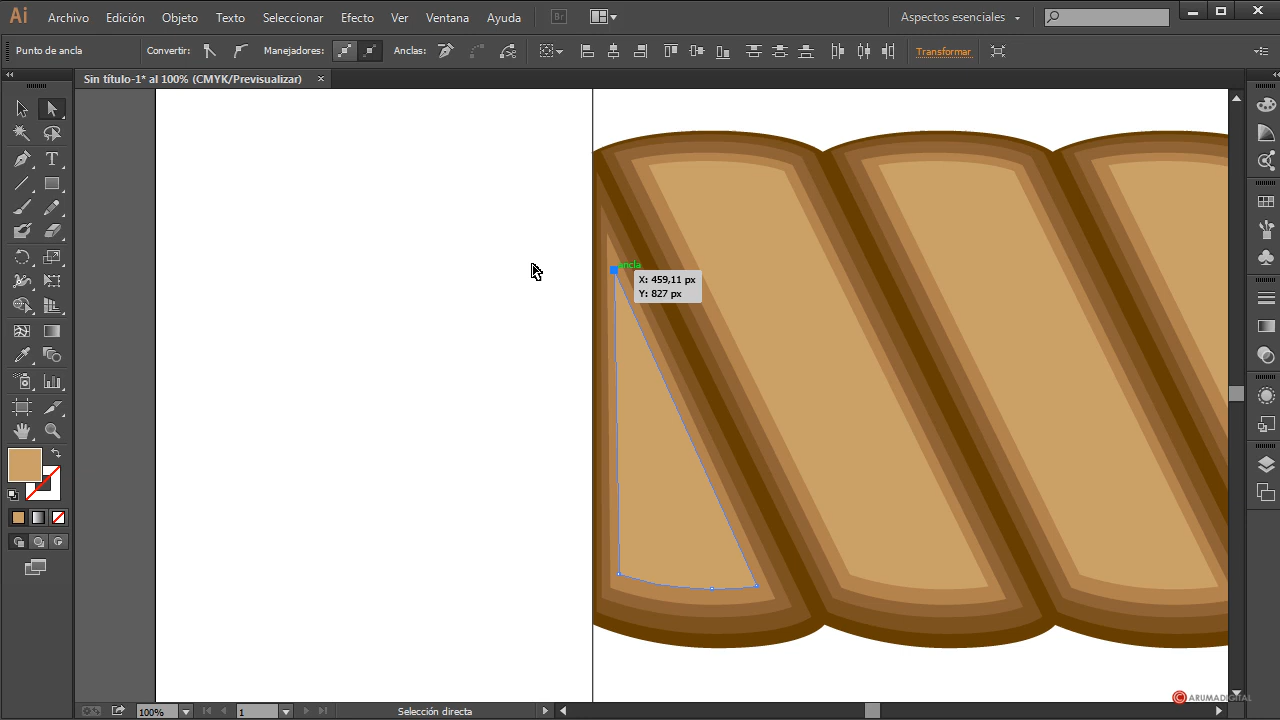 Ai Archivo Edición Objeto Texto Seleccionar Efecto Ver Ventana Ayuda Br Aspectos esenciales
Punto de ancla Convertir: Manejadores: Anclas: Transformar
Sin título-1* al 100% (CMYK/Previsualizar) ×
ancla
X: 459,11 px
Y: 827 px
T
© ARUMADIGITAL
100% 1 Selección directa